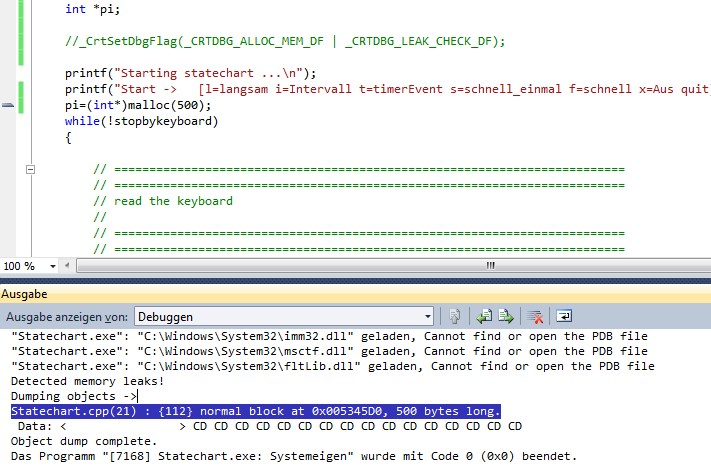 int *pi;
//_CrtSetDbgFlag(_CRTDBG_ALLOC_MEM_DF | _CRTDBG_LEAK_CHECK_DF);
printf("Starting statechart ...\n");
printf("Start ->   [l=langsam i=Intervall t=timerEvent s=schnell_einmal f=schnell x=Aus quit
pi=(int*)malloc(500);
while(!stopbykeyboard)
{
// =========================================================================
// =========================================================================
// read the keyboard
//
// =========================================================================
// =========================================================================
100 %
Ausgabe
Ausgabe anzeigen von: Debuggen
"Statechart.exe": "C:\Windows\System32\imm32.dll" geladen, Cannot find or open the PDB file
"Statechart.exe": "C:\Windows\System32\msctf.dll" geladen, Cannot find or open the PDB file
"Statechart.exe": "C:\Windows\System32\fltLib.dll" geladen, Cannot find or open the PDB file
Detected memory leaks!
Dumping objects ->
Statechart.cpp(21) : {112} normal block at 0x005345D0, 500 bytes long.
 Data: <                > CD CD CD CD CD CD CD CD CD CD CD CD CD CD CD CD
Object dump complete.
Das Programm "[7168] Statechart.exe: Systemeigen" wurde mit Code 0 (0x0) beendet.